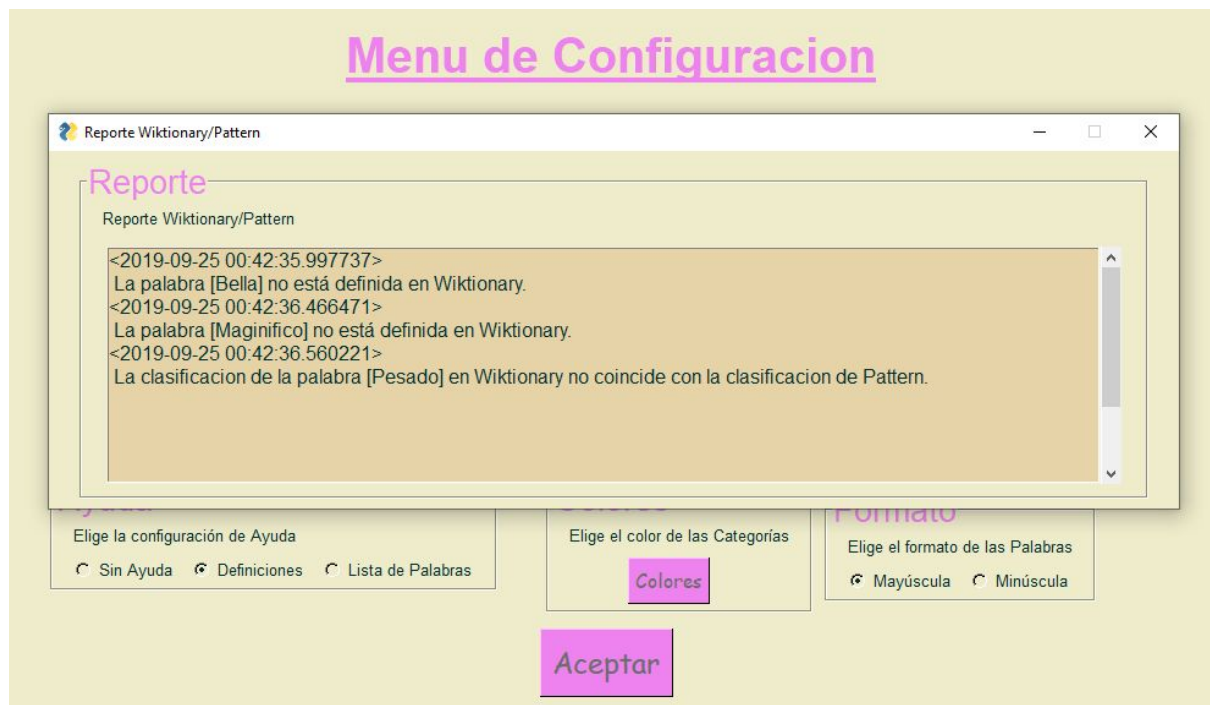 Menu de Configuracion
Reporte Wiktionary/Pattern
Reporte
Reporte Wiktionary/Pattern
<2019-09-25 00:42:35.997737>
La palabra [Bella] no está definida en Wiktionary.
<2019-09-25 00:42:36.466471>
La palabra [Maginifico] no está definida en Wiktionary.
<2019-09-25 00:42:36.560221>
La clasificacion de la palabra [Pesado] en Wiktionary no coincide con la clasificacion de Pattern.
Ayuda
Elige la configuración de Ayuda
Sin Ayuda Definiciones Lista de Palabras
Colores
Elige el color de las Categorías
Colores
Formato
Elige el formato de las Palabras
Mayúscula Minúscula
Aceptar